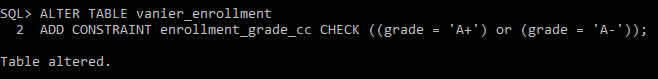 SQL> ALTER TABLE vanier_enrollment
2 ADD CONSTRAINT enrollment_grade_cc CHECK ((grade = 'A+') or (grade = 'A-'));
Table altered.